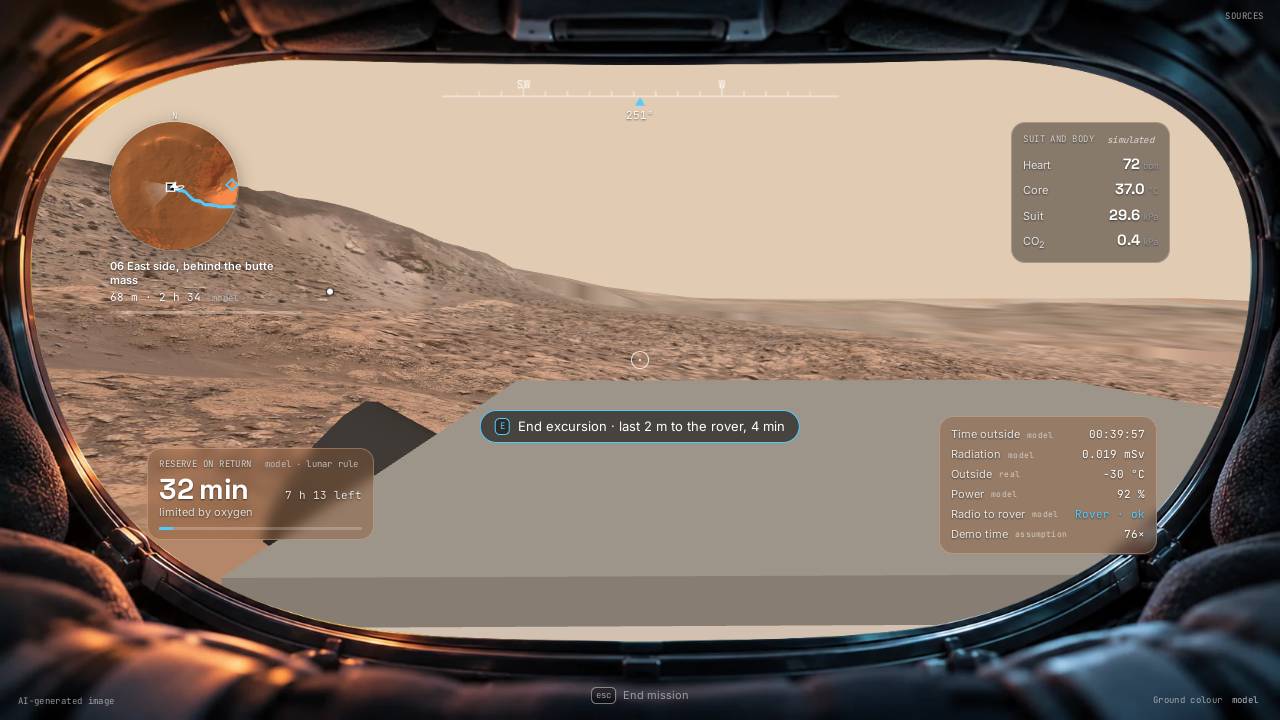 SOURCES
SW W
251°
N
06 East side, behind the butte
mass
68 m · 2 h 34 model
SUIT AND BODY simulated
Heart 72 bpm
Core 37.0 °C
Suit 29.6 kPa
CO2 0.4 kPa
E End excursion · last 2 m to the rover, 4 min
RESERVE ON RETURN model · lunar rule
32 min 7 h 13 left
limited by oxygen
Time outside model 00:39:57
Radiation model 0.019 mSv
Outside real -30 °C
Power model 92 %
Radio to rover model Rover · ok
Demo time assumption 76×
esc End mission
AI-generated image
Ground colour model